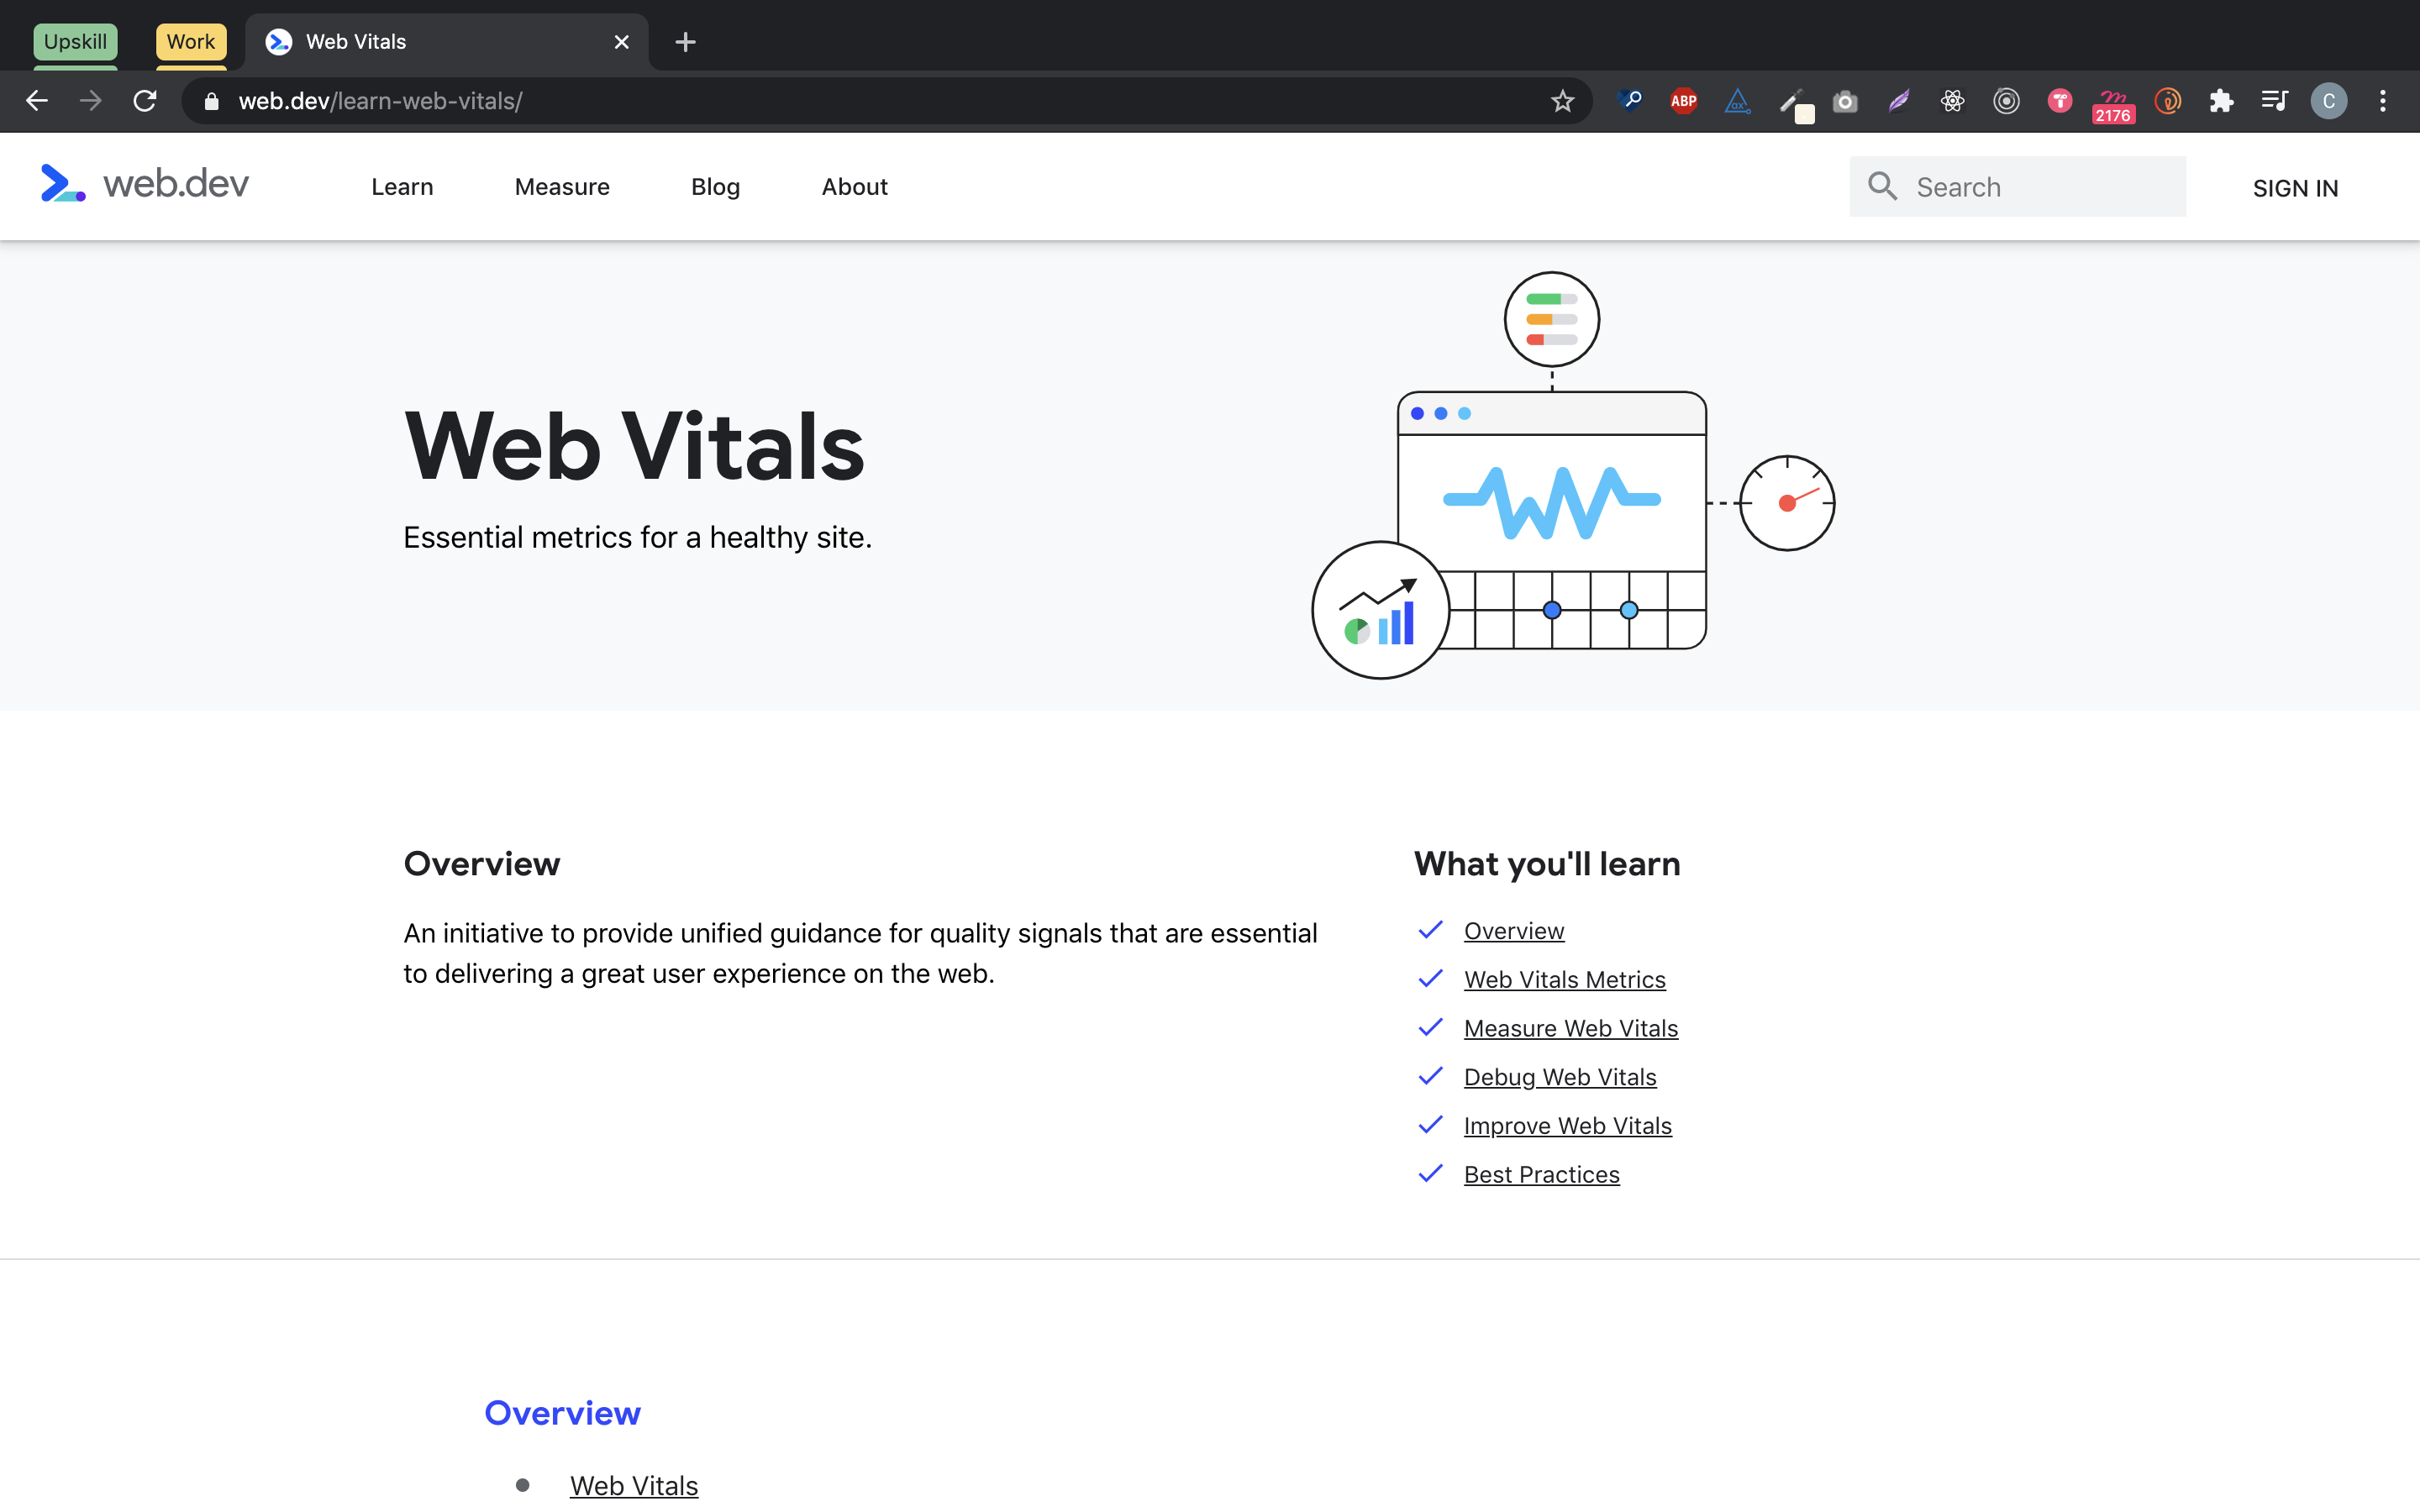 Upskill
Work
Web Vitals
web.dev/learn-web-vitals/
ABP
ax
2176
C
web.dev
Learn
Measure
Blog
About
Search
SIGN IN
Web Vitals
Essential metrics for a healthy site.
Overview
An initiative to provide unified guidance for quality signals that are essential
to delivering a great user experience on the web.
What you'll learn
Overview
Web Vitals Metrics
Measure Web Vitals
Debug Web Vitals
Improve Web Vitals
Best Practices
Overview
Web Vitals